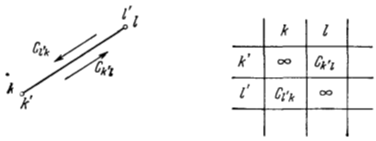 l' l
C_{l'k}
C_{k'l}
k
k'
k l
k' ∞ C_{k'l}
l' C_{l'k} ∞